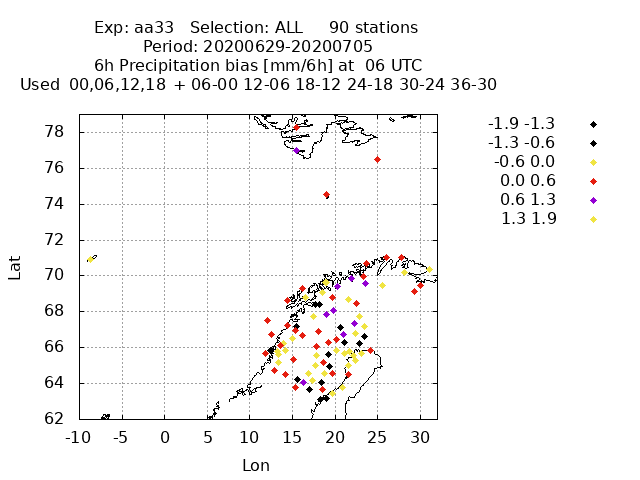 Exp: aa33 Selection: ALL 90 stations
Period: 20200629-20200705
6h Precipitation bias [mm/6h] at 06 UTC
Used 00,06,12,18 + 06-00 12-06 18-12 24-18 30-24 36-30
-1.9 -1.3
-1.3 -0.6
-0.6 0.0
0.0 0.6
0.6 1.3
1.3 1.9
Lat
78
76
74
72
70
68
66
64
62
-10 -5 0 5 10 15 20 25 30
Lon